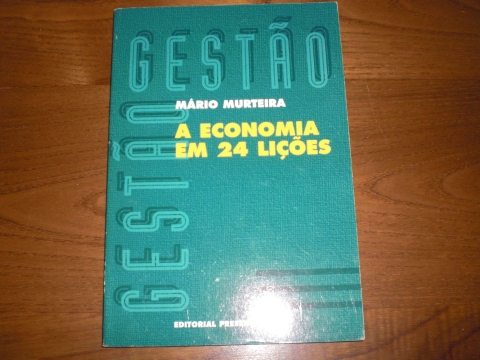 GESTÃO
GESTÃO
MÁRIO MURTEIRA
A ECONOMIA
EM 24 LIÇÕES
EDITORIAL